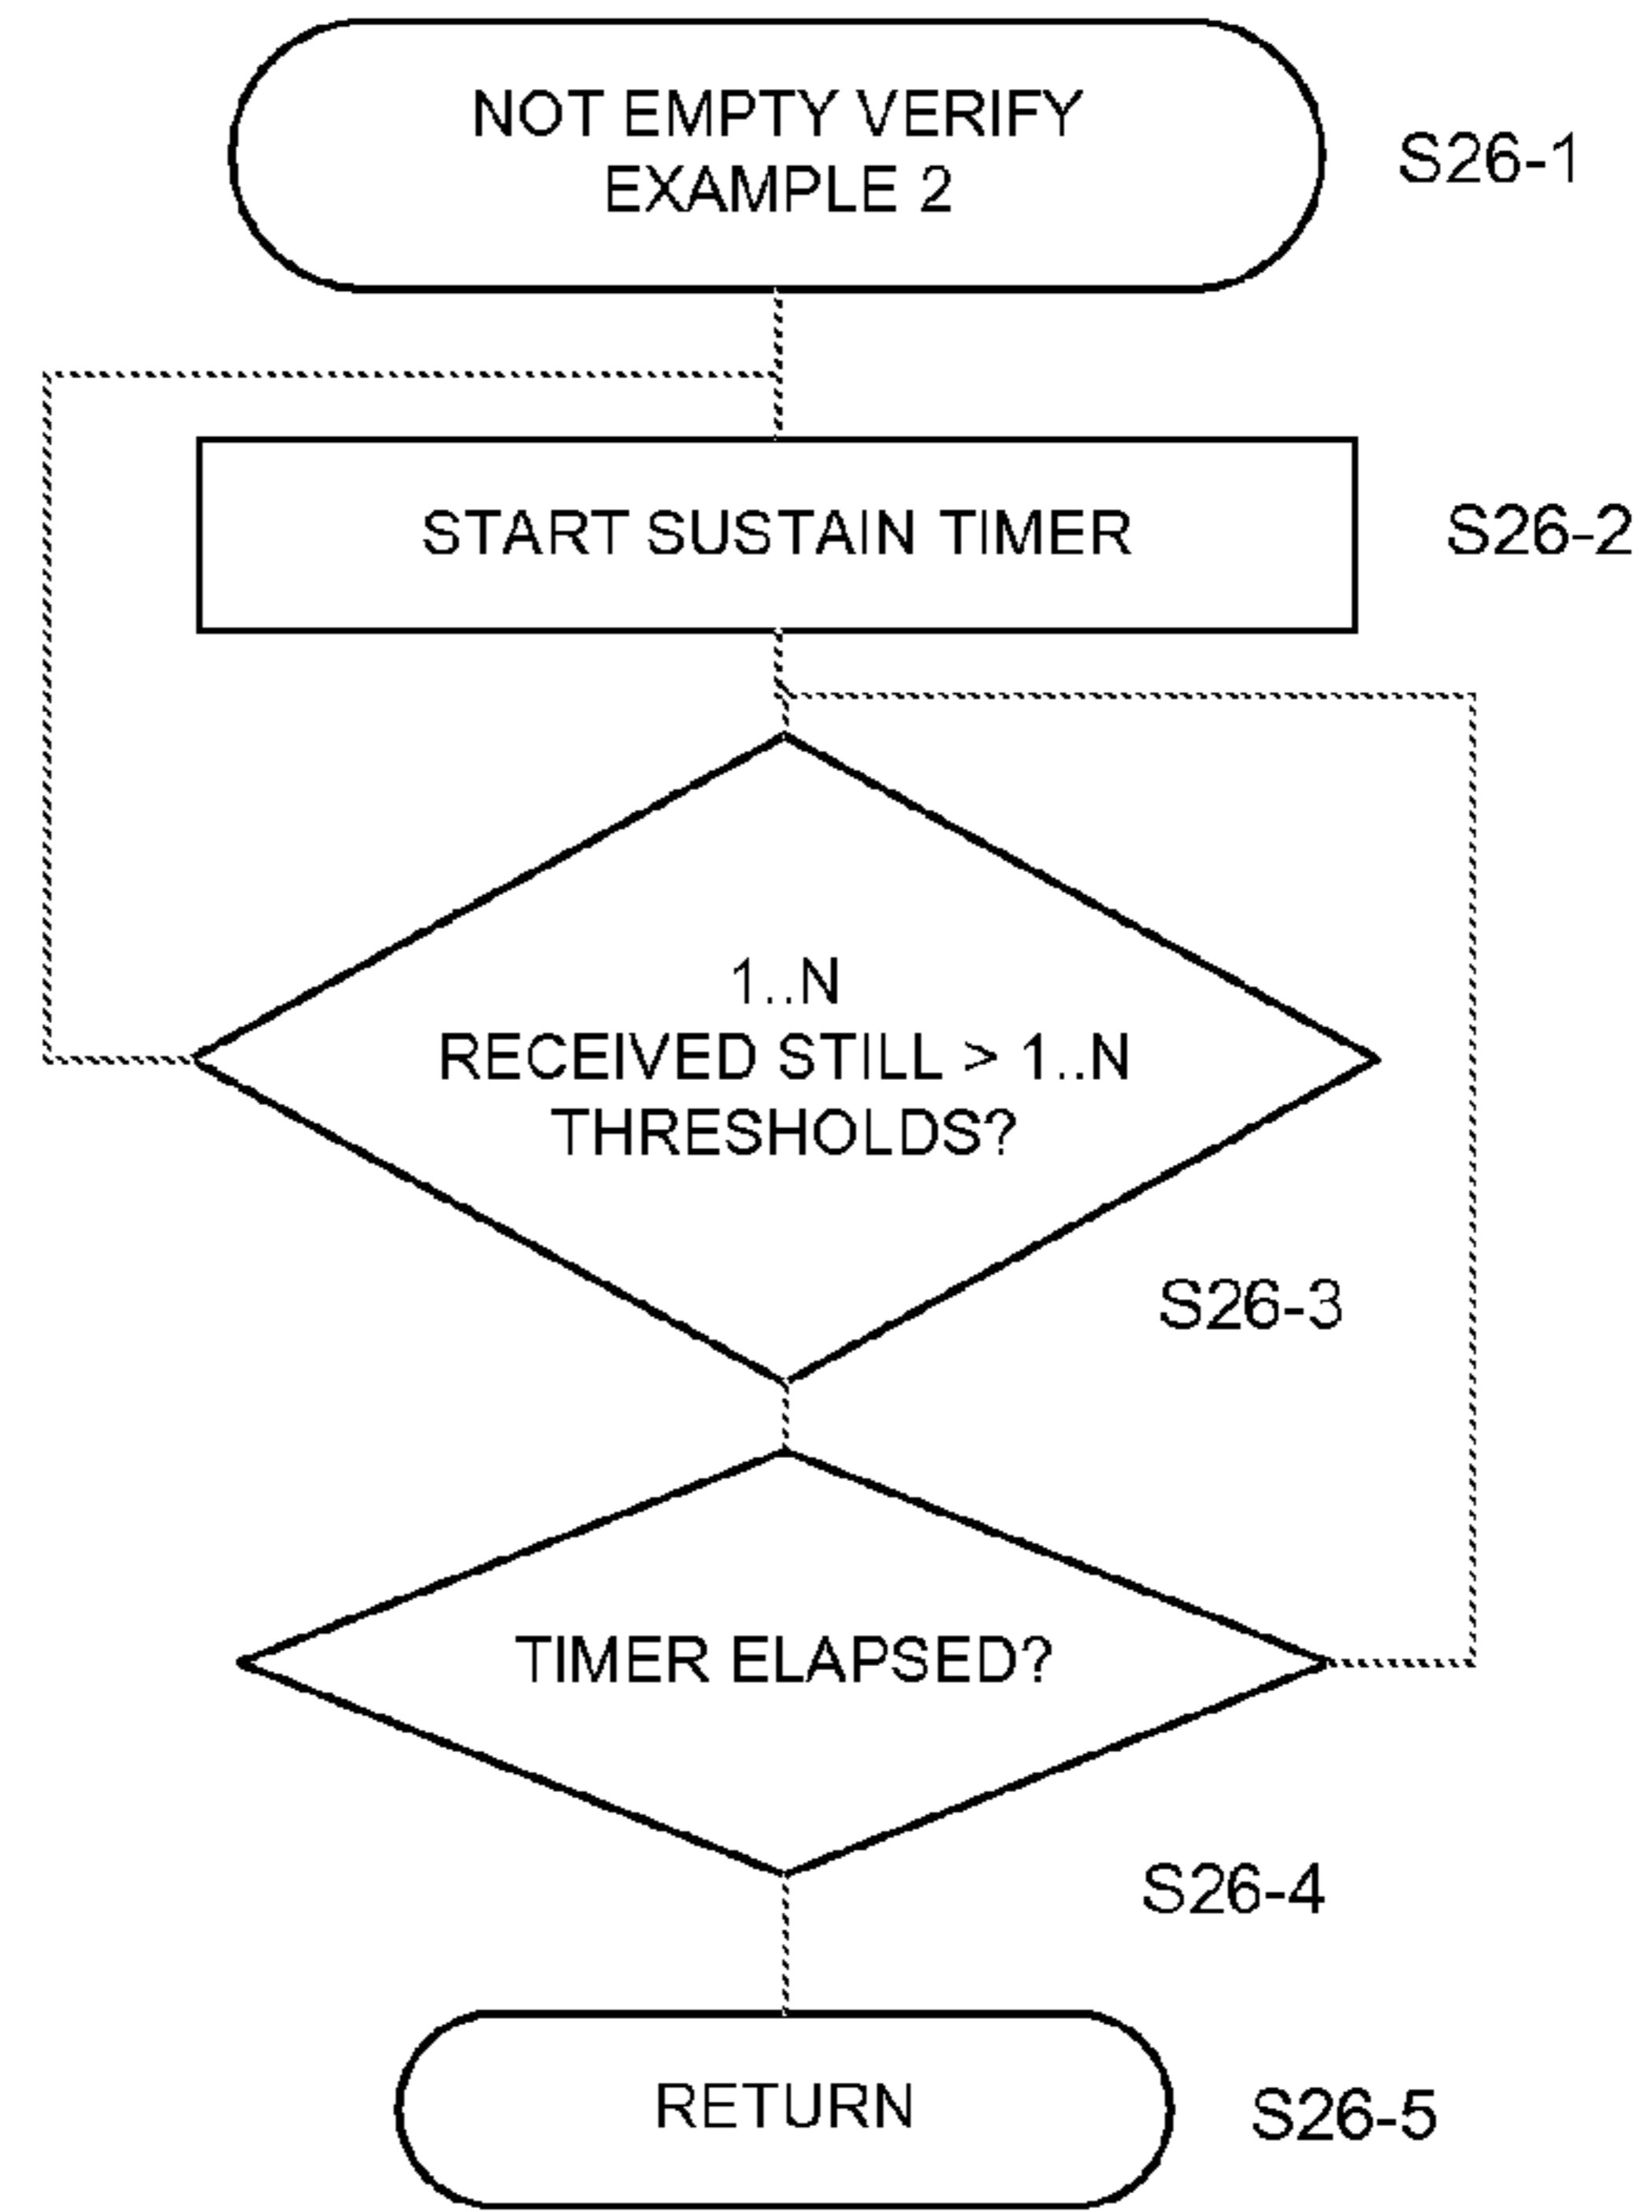 NOT EMPTY VERIFY
EXAMPLE 2
S26-1
START SUSTAIN TIMER
S26-2
1..N
RECEIVED STILL > 1..N
THRESHOLDS?
S26-3
TIMER ELAPSED?
S26-4
RETURN
S26-5